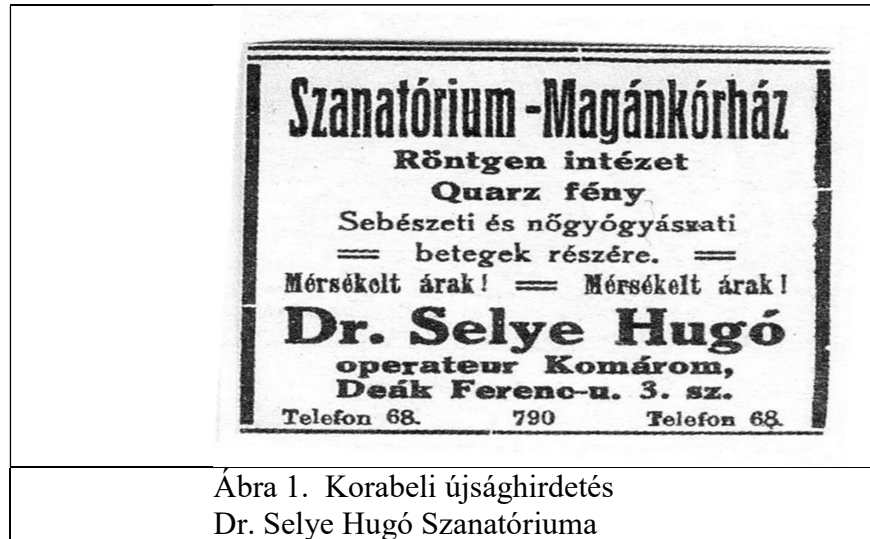 Szanatórium - Magánkórház
Röntgen intézet
Quarz fény
Sebészeti és nőgyógyászati
betegek részére.
Mérsékelt árak! Mérsékelt árak!
Dr. Selye Hugó
operateur Komárom,
Deák Ferenc-u. 3. sz.
Telefon 68. 790 Telefon 68.
Ábra 1. Korabeli újsághirdetés
Dr. Selye Hugó Szanatóriuma